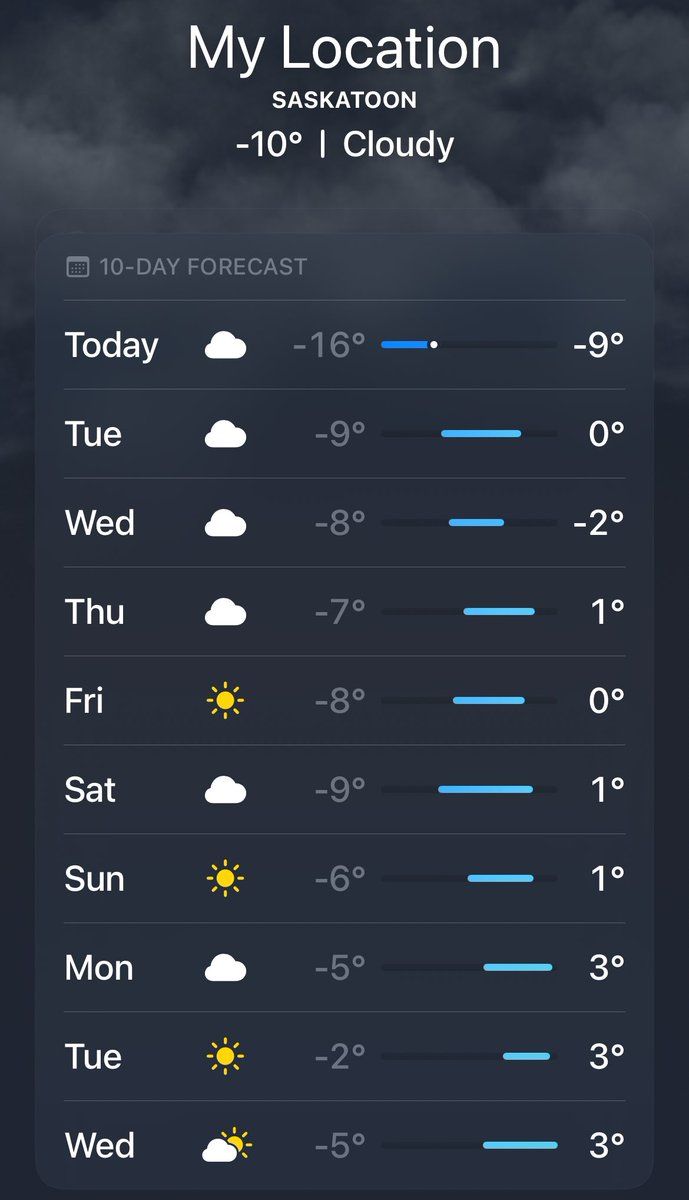 My Location
SASKATOON
-10° | Cloudy
10-DAY FORECAST
Today -16° -9°
Tue -9° 0°
Wed -8° -2°
Thu -7° 1°
Fri -8° 0°
Sat -9° 1°
Sun -6° 1°
Mon -5° 3°
Tue -2° 3°
Wed -5° 3°